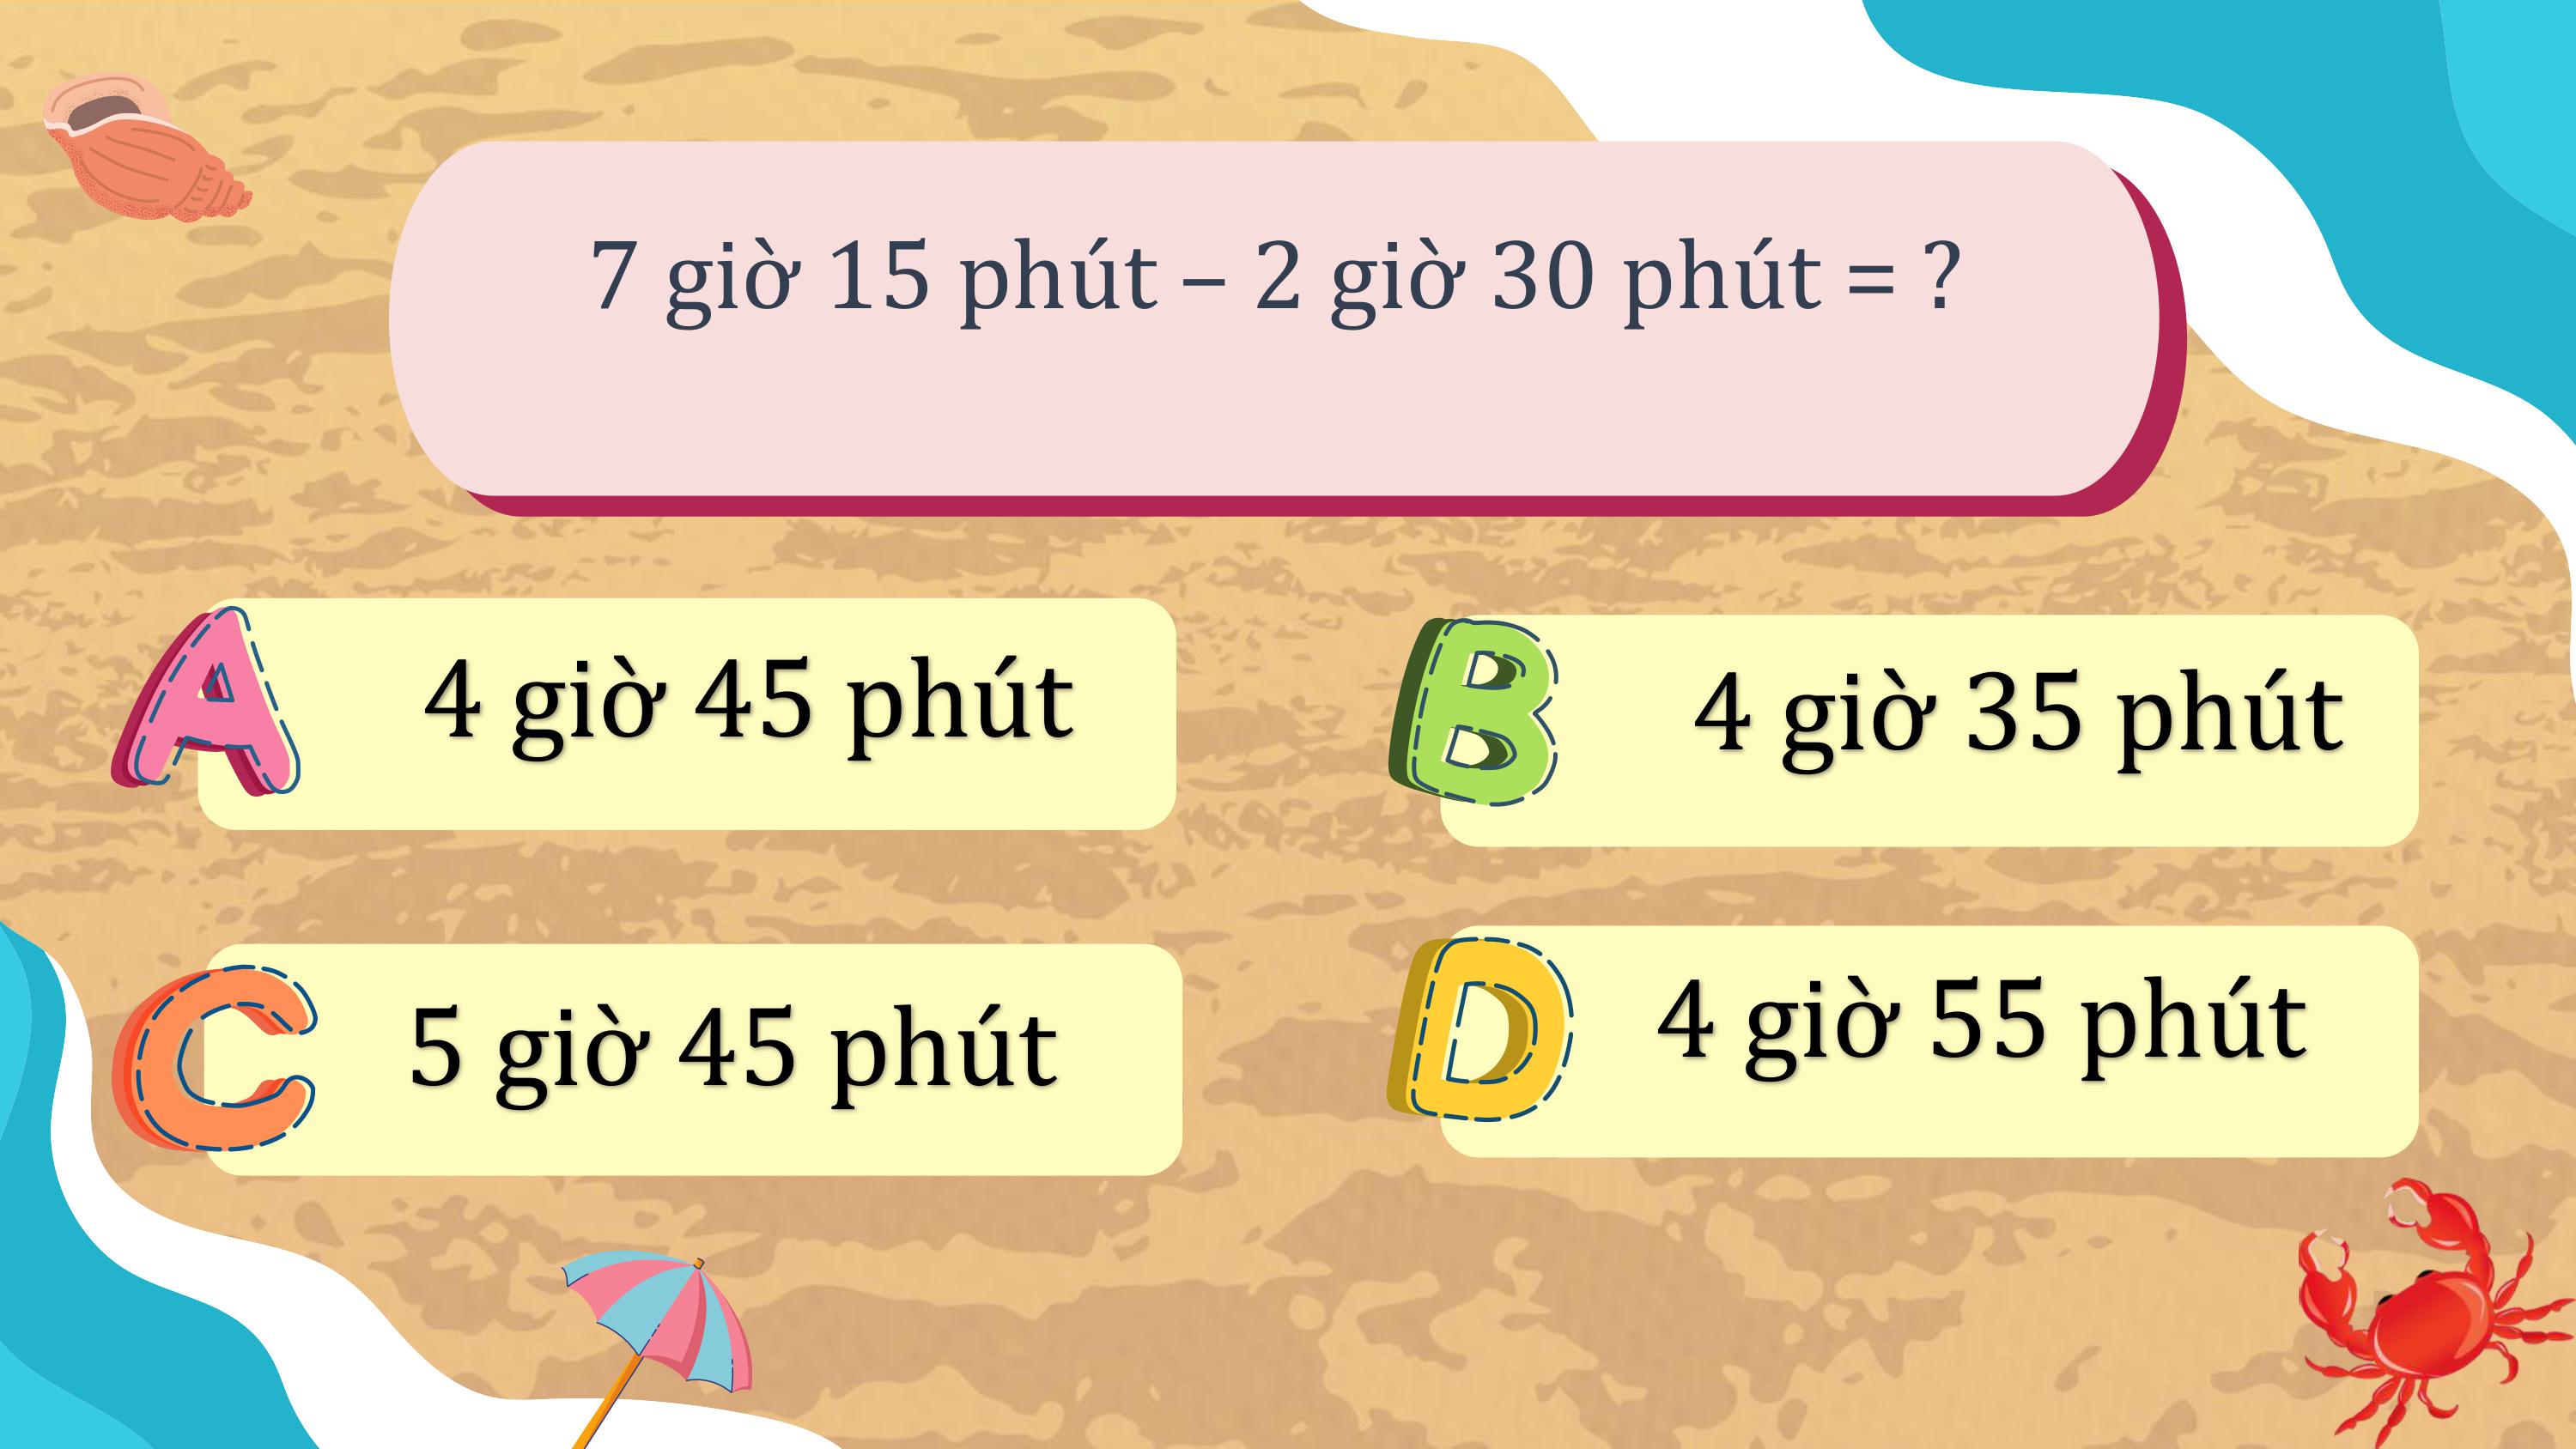 7 giờ 15 phút – 2 giờ 30 phút = ?
A 4 giờ 45 phút
B 4 giờ 35 phút
C 5 giờ 45 phút
D 4 giờ 55 phút